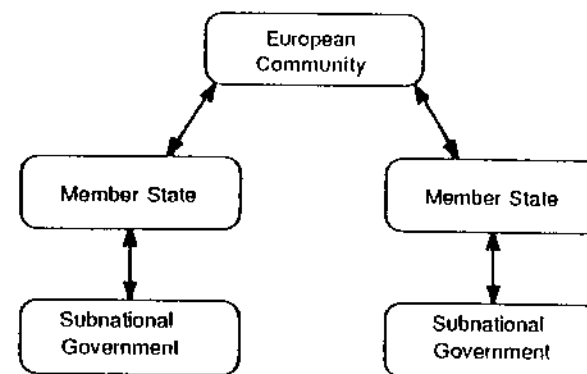 European
Community
Member State
Member State
Subnational
Government
Subnational
Government